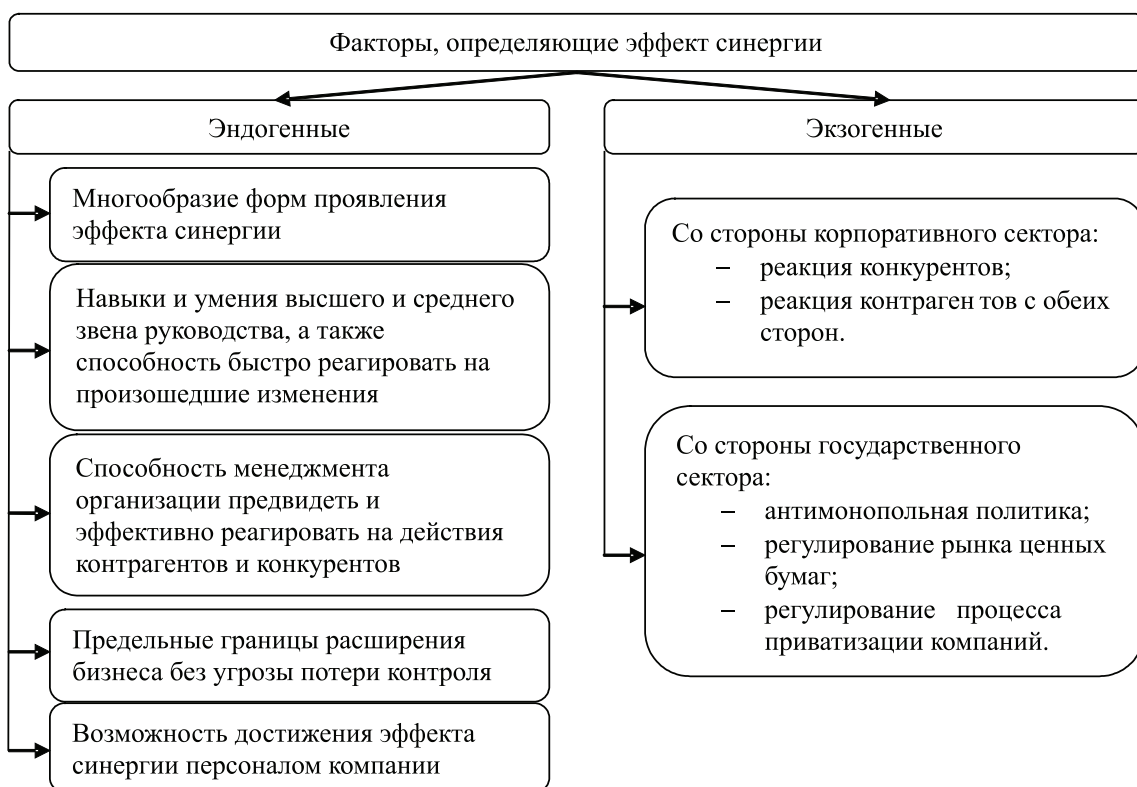 Факторы, определяющие эффект синергии
Эндогенные
Многообразие форм проявления
эффекта синергии
Навыки и умения высшего и среднего
звена руководства, а также
способность быстро реагировать на
произошедшие изменения
Способность менеджмента
организации предвидеть и
эффективно реагировать на действия
контрагентов и конкурентов
Предельные границы расширения
бизнеса без угрозы потери контроля
Возможность достижения эффекта
синергии персоналом компании
Экзогенные
Со стороны корпоративного сектора:
– реакция конкурентов;
– реакция контраген тов с обеих
сторон.
Со стороны государственного
сектора:
– антимонопольная политика;
– регулирование рынка ценных
бумаг;
– регулирование процесса
приватизации компаний.